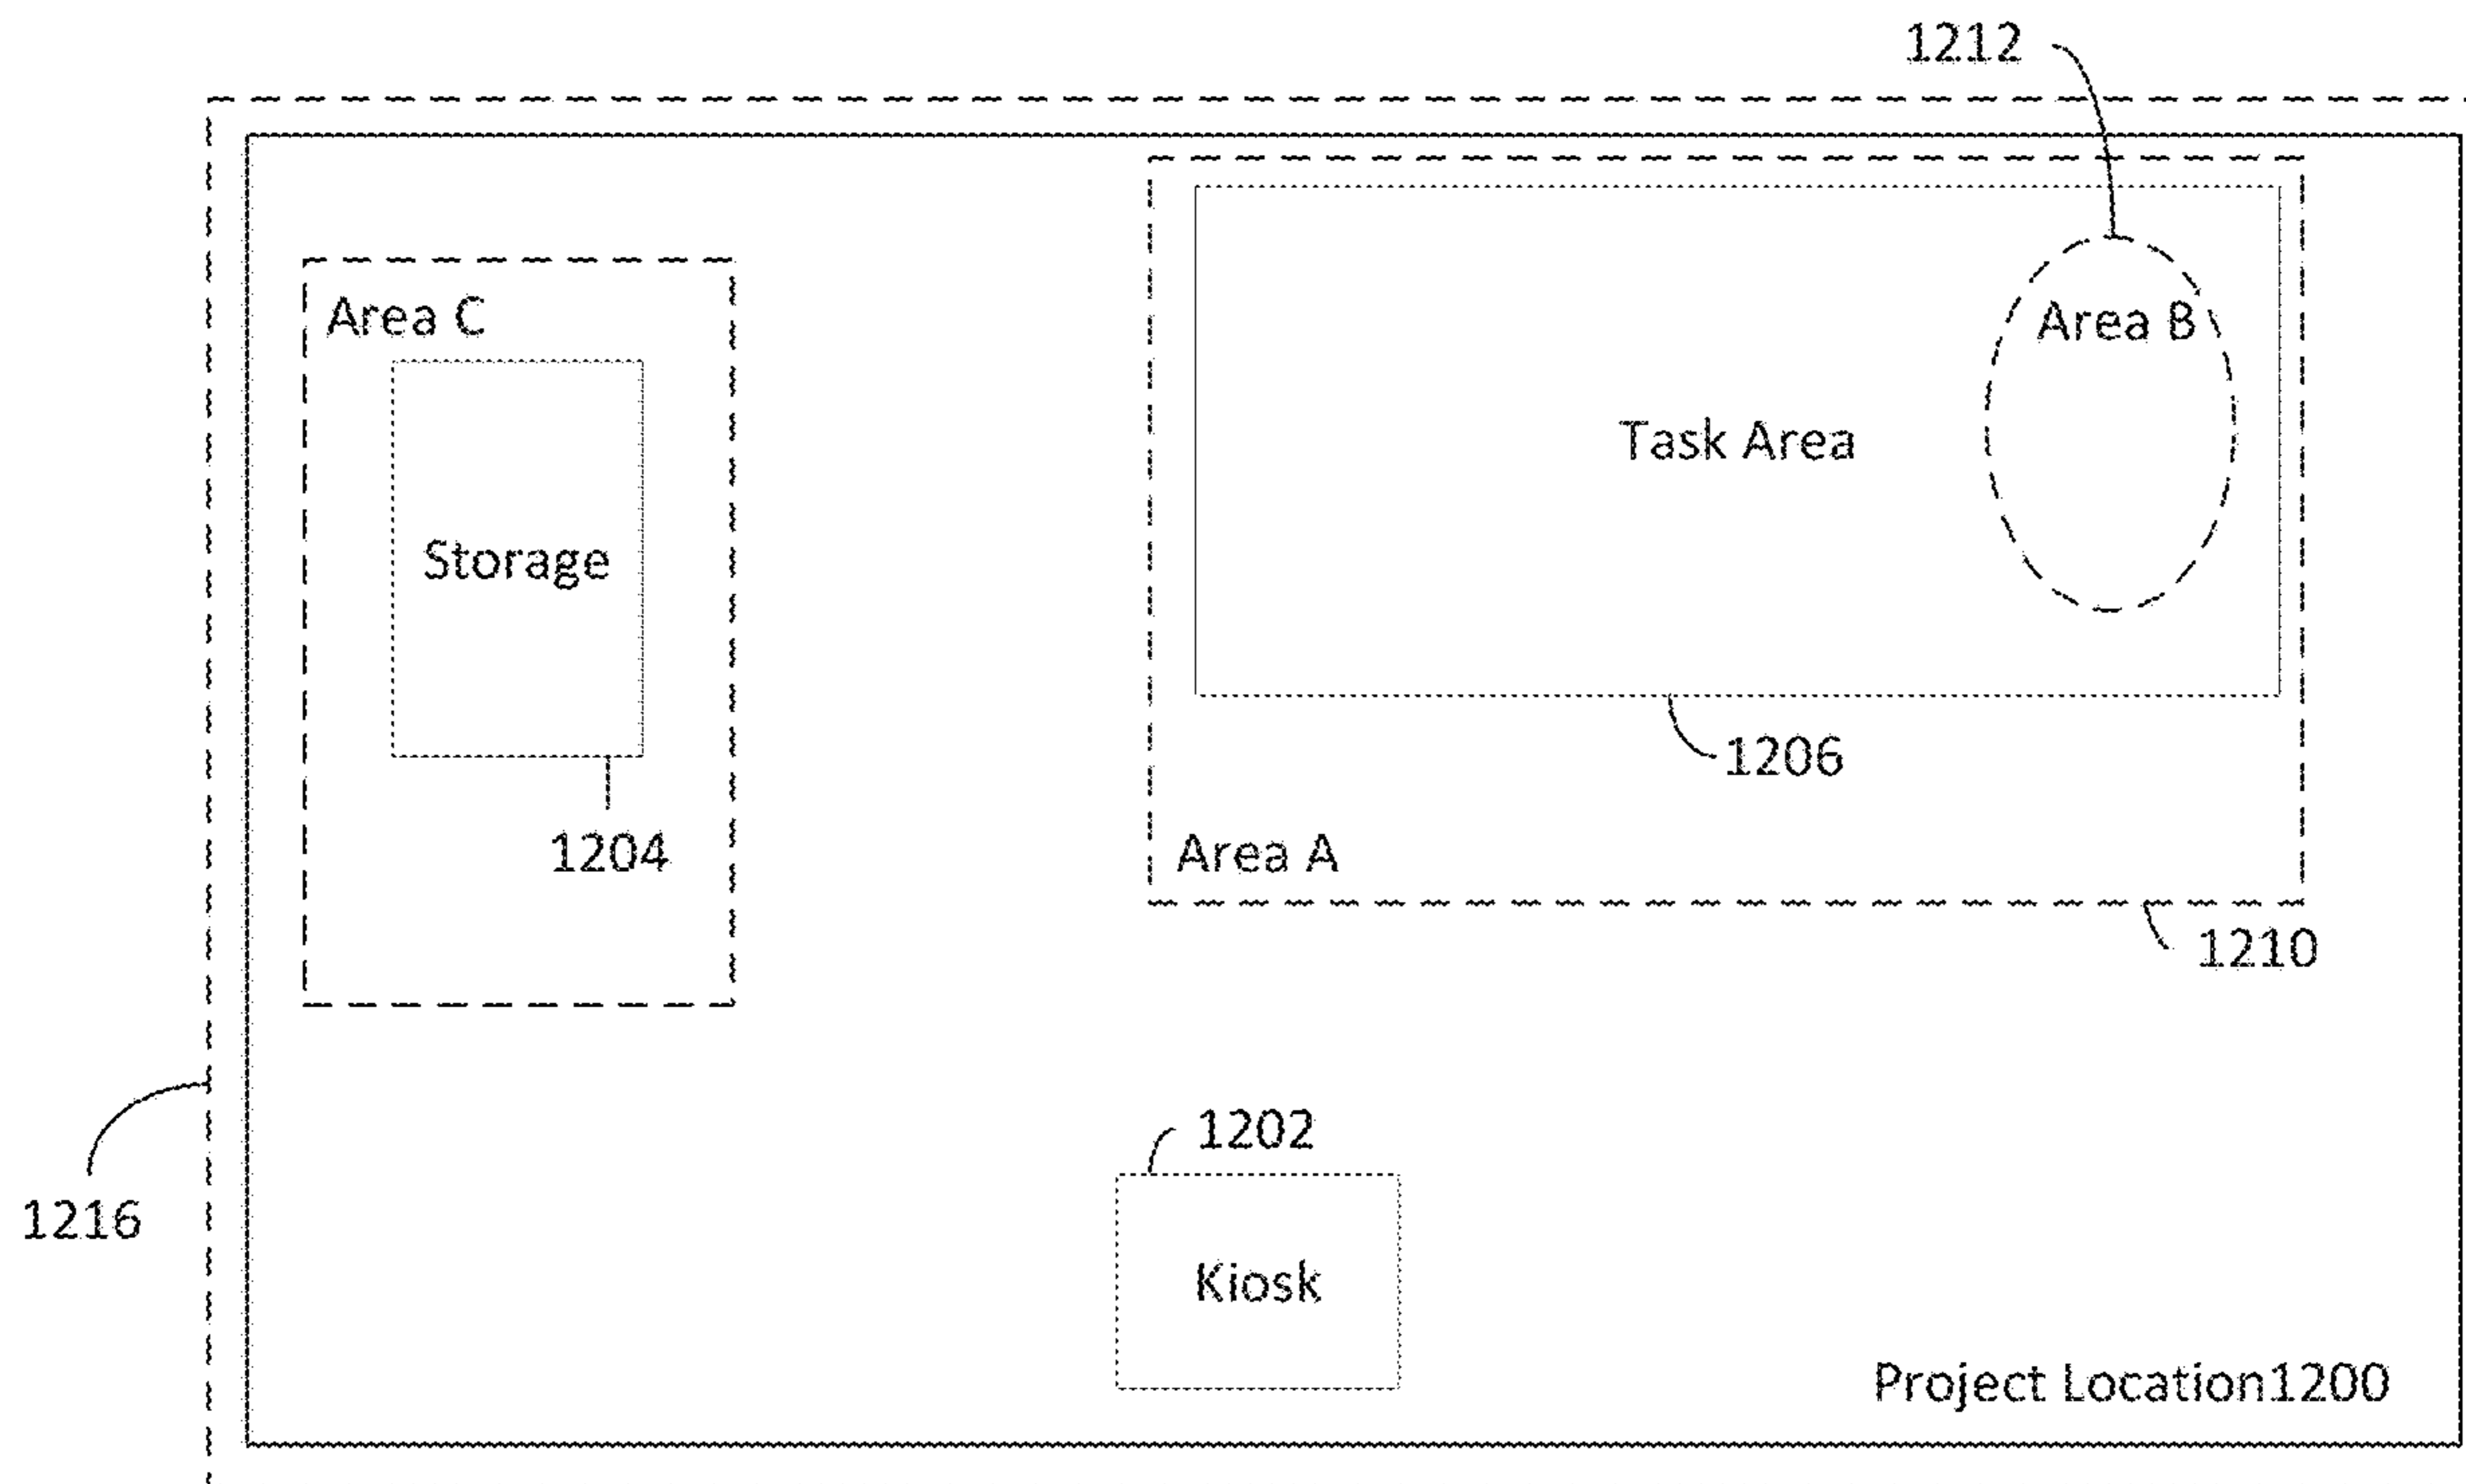 1212
Area C
Area B
Task Area
Storage
1206
1204
Area A
1210
1202
1216
Kiosk
Project Location1200